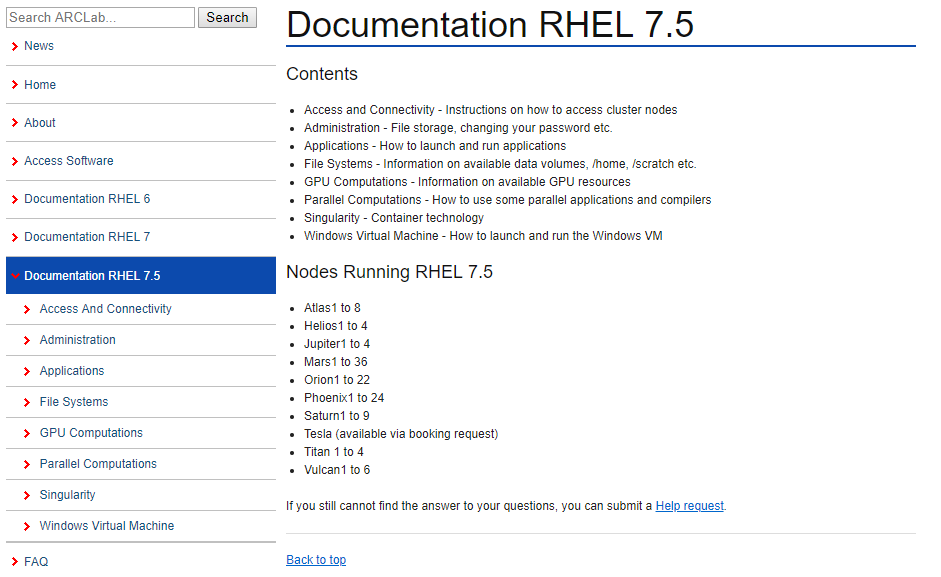 Search ARCLab...
Search
News
Home
About
Access Software
Documentation RHEL 6
Documentation RHEL 7
Documentation RHEL 7.5
Access And Connectivity
Administration
Applications
File Systems
GPU Computations
Parallel Computations
Singularity
Windows Virtual Machine
FAQ
Documentation RHEL 7.5
Contents
Access and Connectivity - Instructions on how to access cluster nodes
Administration - File storage, changing your password etc.
Applications - How to launch and run applications
File Systems - Information on available data volumes, /home, /scratch etc.
GPU Computations - Information on available GPU resources
Parallel Computations - How to use some parallel applications and compilers
Singularity - Container technology
Windows Virtual Machine - How to launch and run the Windows VM
Nodes Running RHEL 7.5
Atlas1 to 8
Helios1 to 4
Jupiter1 to 4
Mars1 to 36
Orion1 to 22
Phoenix1 to 24
Saturn1 to 9
Tesla (available via booking request)
Titan 1 to 4
Vulcan1 to 6
If you still cannot find the answer to your questions, you can submit a Help request.
Back to top